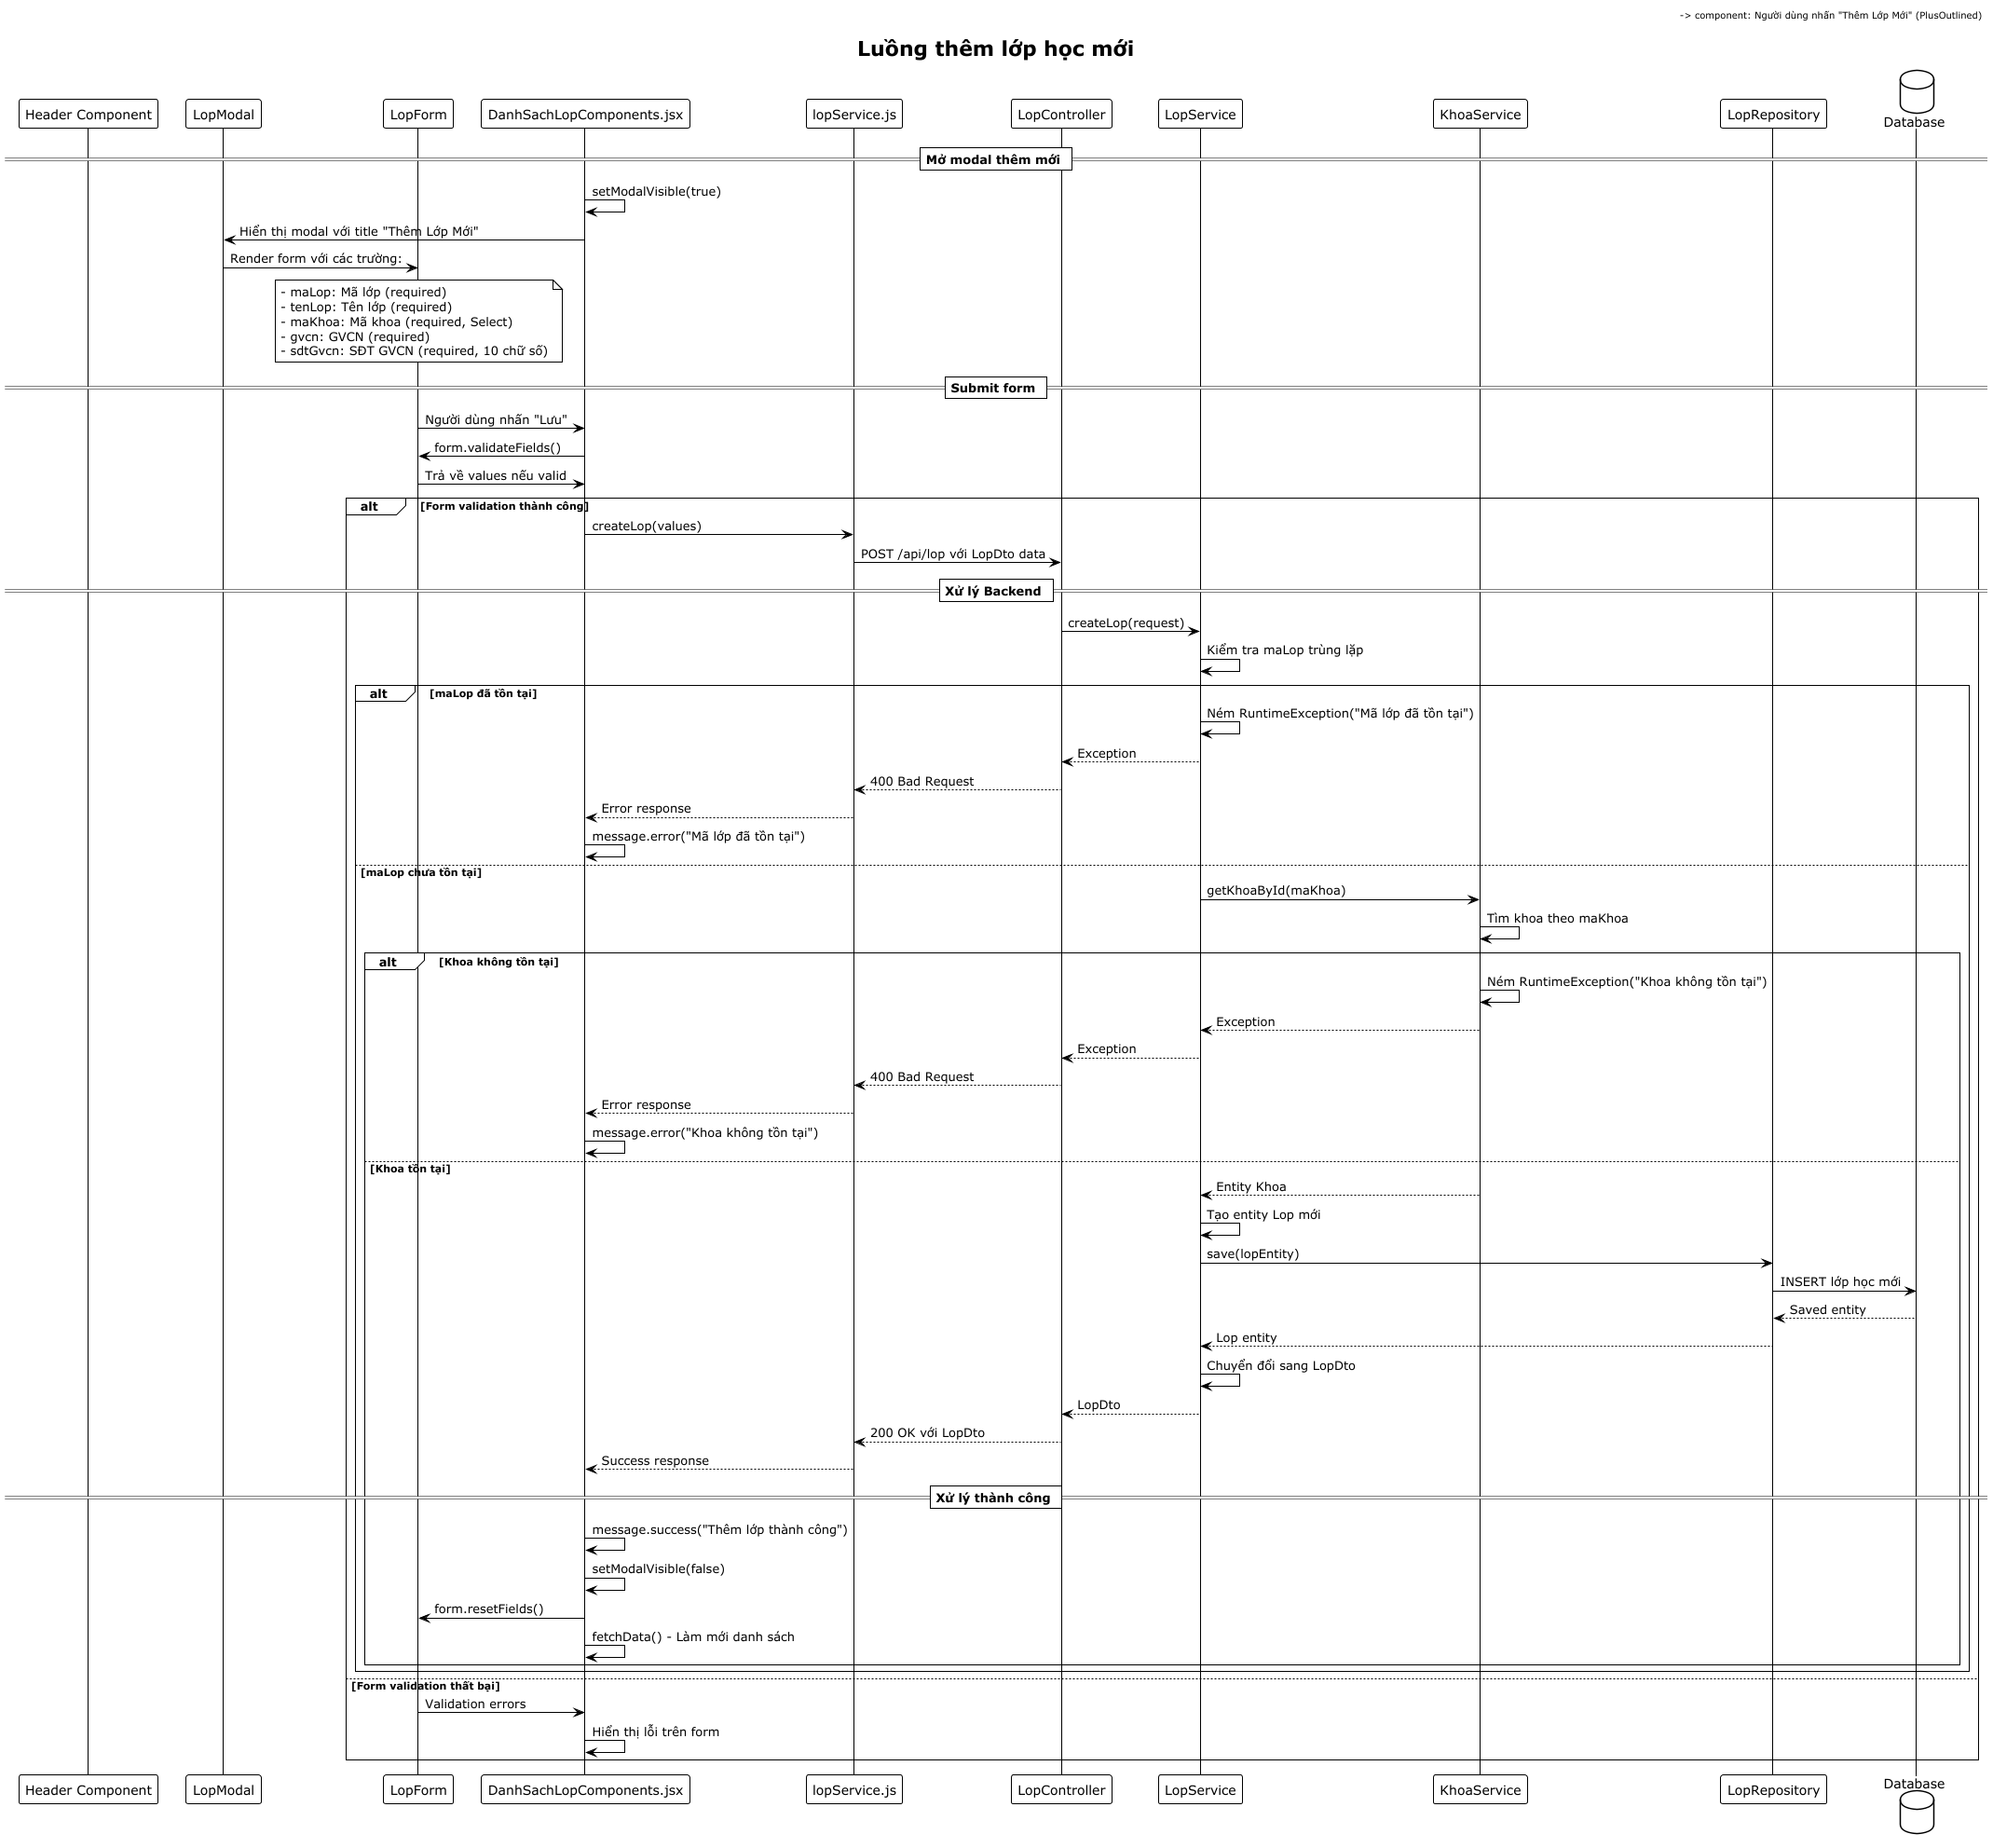 -> component: Người dùng nhấn "Thêm Lớp Mới" (PlusOutlined)
Luồng thêm lớp học mới
Header Component
LopModal
LopForm
DanhSachLopComponents.jsx
lopService.js
LopController
LopService
KhoaService
LopRepository
Database
Mở modal thêm mới
setModalVisible(true)
Hiển thị modal với title "Thêm Lớp Mới"
Render form với các trường:
- maLop: Mã lớp (required)
- tenLop: Tên lớp (required)
- maKhoa: Mã khoa (required, Select)
- gvcn: GVCN (required)
- sdtGvcn: SĐT GVCN (required, 10 chữ số)
Submit form
Người dùng nhấn "Lưu"
form.validateFields()
Trả về values nếu valid
alt [Form validation thành công]
createLop(values)
POST /api/lop với LopDto data
Xử lý Backend
createLop(request)
Kiểm tra maLop trùng lặp
alt [maLop đã tồn tại]
Ném RuntimeException("Mã lớp đã tồn tại")
Exception
400 Bad Request
Error response
message.error("Mã lớp đã tồn tại")
[maLop chưa tồn tại]
getKhoaById(maKhoa)
Tìm khoa theo maKhoa
alt [Khoa không tồn tại]
Ném RuntimeException("Khoa không tồn tại")
Exception
Exception
400 Bad Request
Error response
message.error("Khoa không tồn tại")
[Khoa tồn tại]
Entity Khoa
Tạo entity Lop mới
save(lopEntity)
INSERT lớp học mới
Saved entity
Lop entity
Chuyển đổi sang LopDto
LopDto
200 OK với LopDto
Success response
Xử lý thành công
message.success("Thêm lớp thành công")
setModalVisible(false)
form.resetFields()
fetchData() - Làm mới danh sách
[Form validation thất bại]
Validation errors
Hiển thị lỗi trên form
Header Component
LopModal
LopForm
DanhSachLopComponents.jsx
lopService.js
LopController
LopService
KhoaService
LopRepository
Database